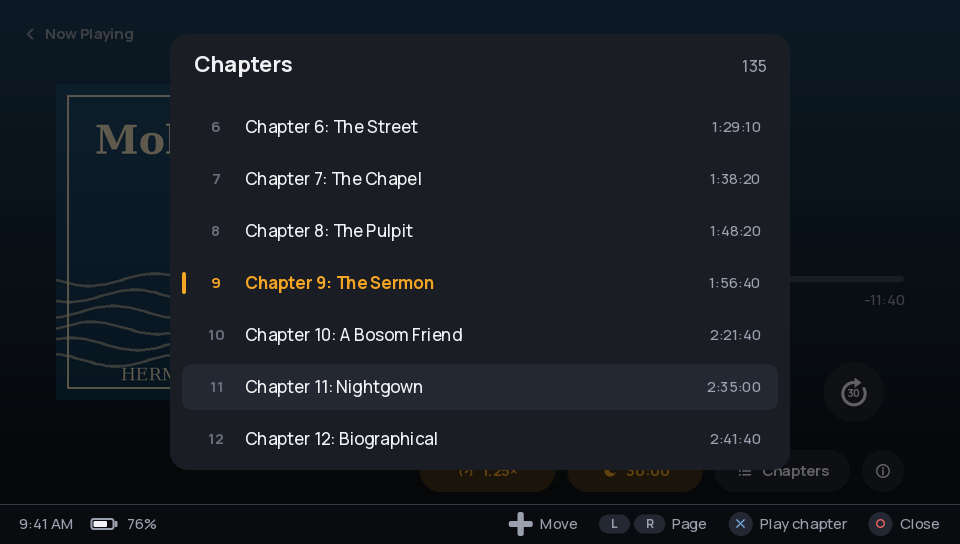 Now Playing
Chapters
135
6 Chapter 6: The Street 1:29:10
7 Chapter 7: The Chapel 1:38:20
8 Chapter 8: The Pulpit 1:48:20
9 Chapter 9: The Sermon 1:56:40
10 Chapter 10: A Bosom Friend 2:21:40
11 Chapter 11: Nightgown 2:35:00
12 Chapter 12: Biographical 2:41:40
-11:40
30
1.25× 30:00 Chapters
9:41 AM 76% Move L R Page Play chapter Close